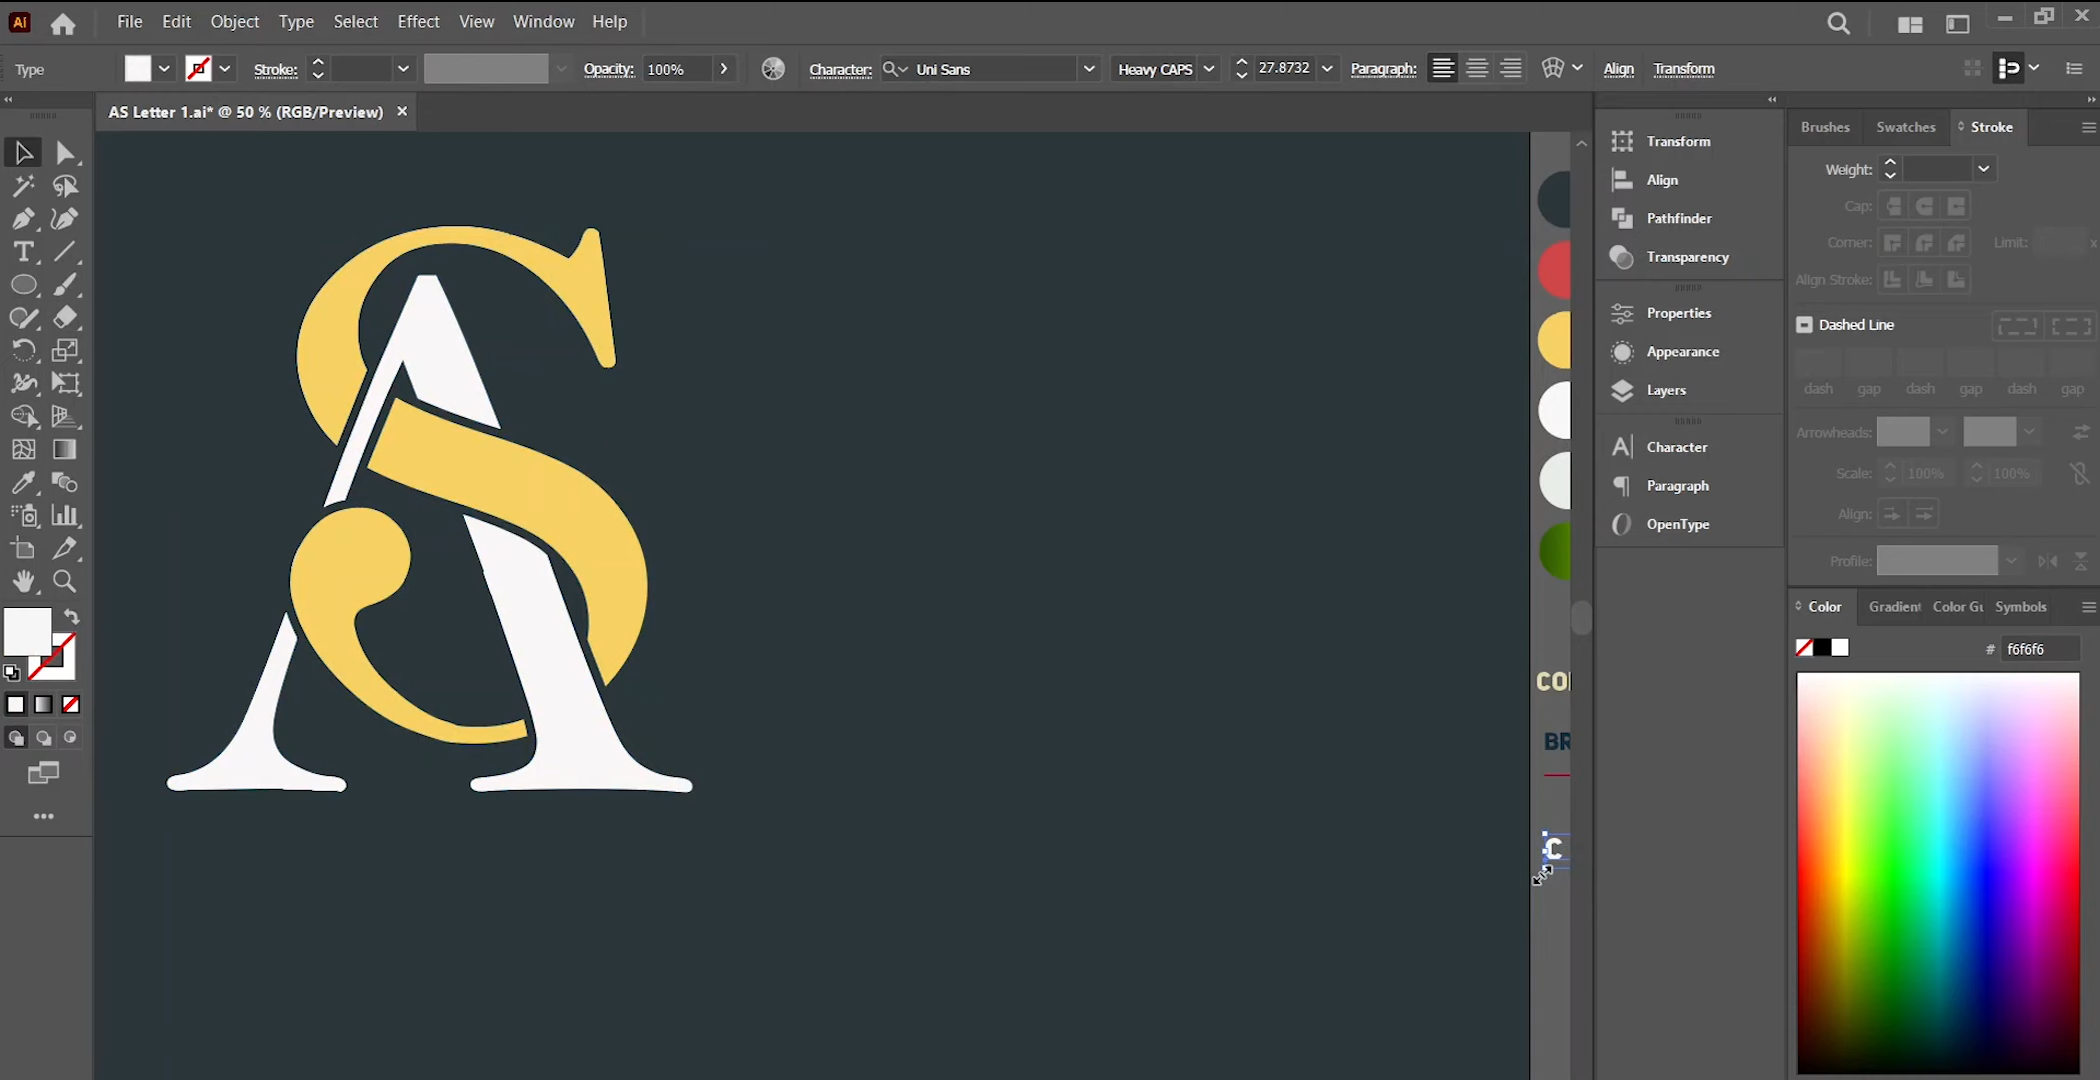 Ai File Edit Object Type Select Effect View Window Help
Type Stroke: Opacity: 100% Character: Uni Sans Heavy CAPS 27.8732 Paragraph: Align Transform
AS Letter 1.ai* @ 50 % (RGB/Preview) ×
Transform
Align
Pathfinder
Transparency
Properties
Appearance
Layers
Character
Paragraph
OpenType
Brushes Swatches Stroke
Weight:
Cap:
Corner: Limit: x
Align Stroke:
Dashed Line
dash gap dash gap dash gap
Arrowheads:
Scale: 100% 100%
Align:
Profile:
Color Gradient Color Gu Symbols
# f6f6f6
AS
CO
BR
C